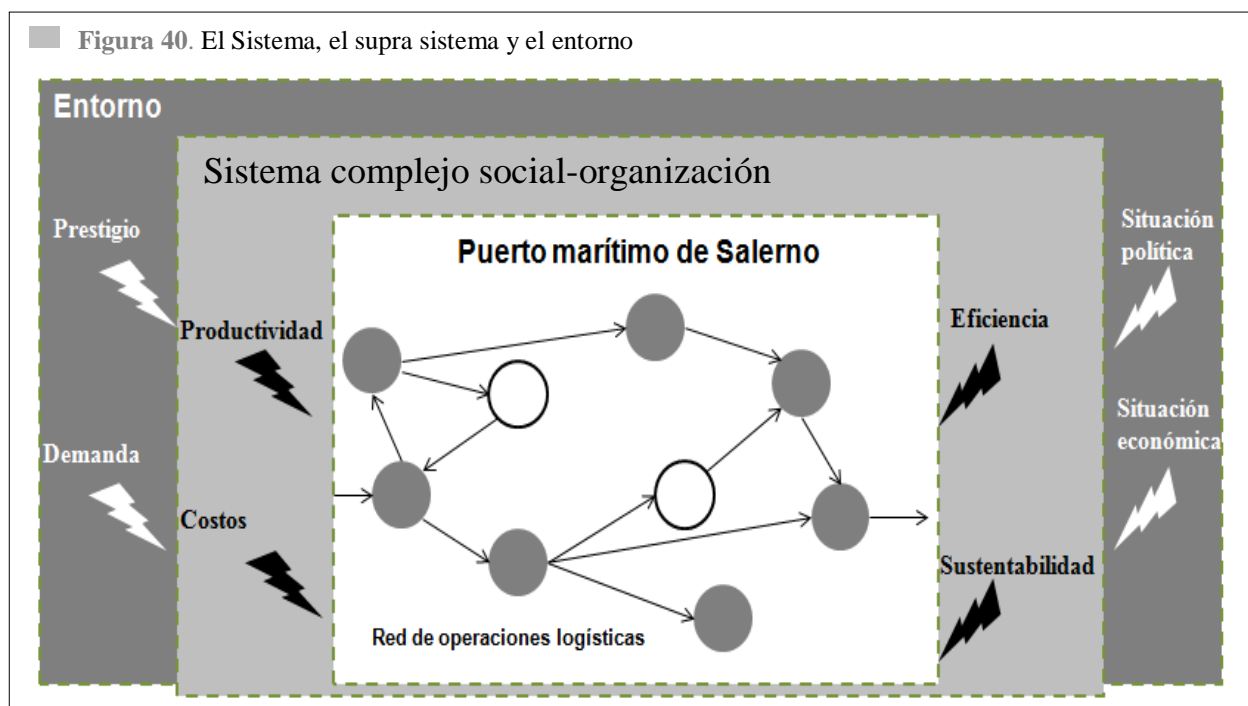 Figura 40. El Sistema, el supra sistema y el entorno
Entorno
Sistema complejo social-organización
Puerto marítimo de Salerno
Prestigio
Situación
política
Productividad
Eficiencia
Demanda
Situación
económica
Costos
Sustentabilidad
Red de operaciones logísticas